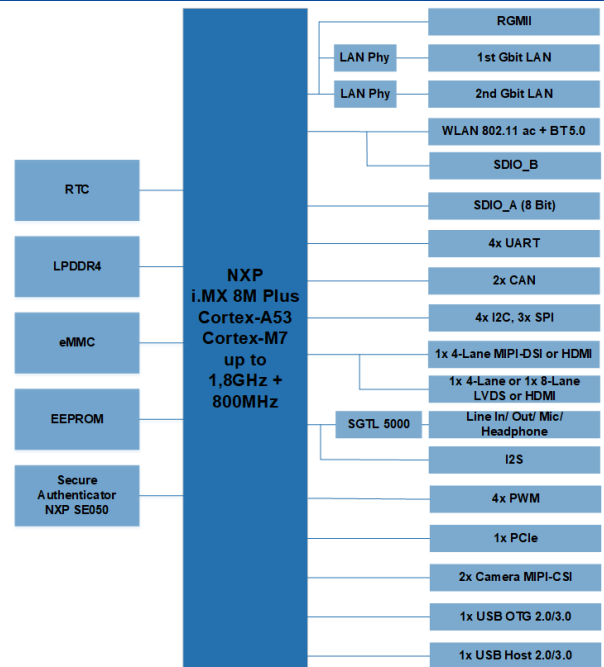 RTC
LPDDR4
eMMC
EEPROM
Secure
Authenticator
NXP SE050
NXP
i.MX 8M Plus
Cortex-A53
Cortex-M7
up to
1,8GHz +
800MHz
RGMII
LAN Phy
1st Gbit LAN
LAN Phy
2nd Gbit LAN
WLAN 802.11 ac + BT5.0
SDIO_B
SDIO_A (8 Bit)
4x UART
2x CAN
4x I2C, 3x SPI
1x 4-Lane MIPI-DSI or HDMI
1x 4-Lane or 1x 8-Lane
LVDS or HDMI
SGTL 5000
Line In/ Out/ Mic/
Headphone
I2S
4x PWM
1x PCIe
2x Camera MIPI-CSI
1x USB OTG 2.0/3.0
1x USB Host 2.0/3.0